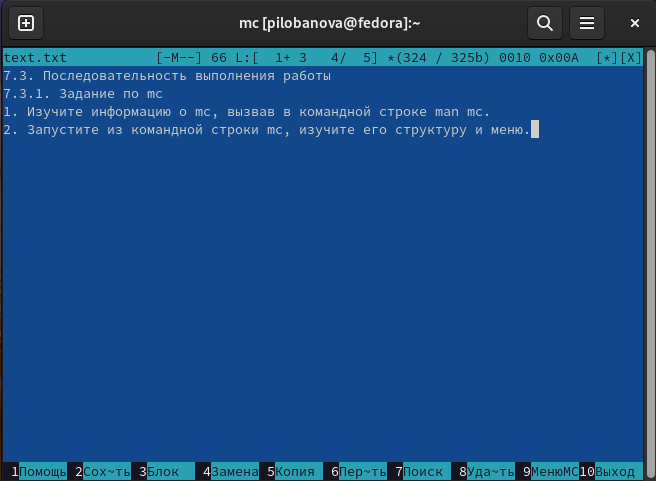 mc [pilobanova@fedora]:~
text.txt [-M--] 66 L:[ 1+ 3 4/ 5] *(324 / 325b) 0010 0x00A [*][X]
7.3. Последовательность выполнения работы
7.3.1. Задание по mc
1. Изучите информацию о mc, вызвав в командной строке man mc.
2. Запустите из командной строки mc, изучите его структуру и меню.
1Помощь 2Сох~ть 3Блок 4Замена 5Копия 6Пер~ть 7Поиск 8Уда~ть 9МенюМС 10Выход